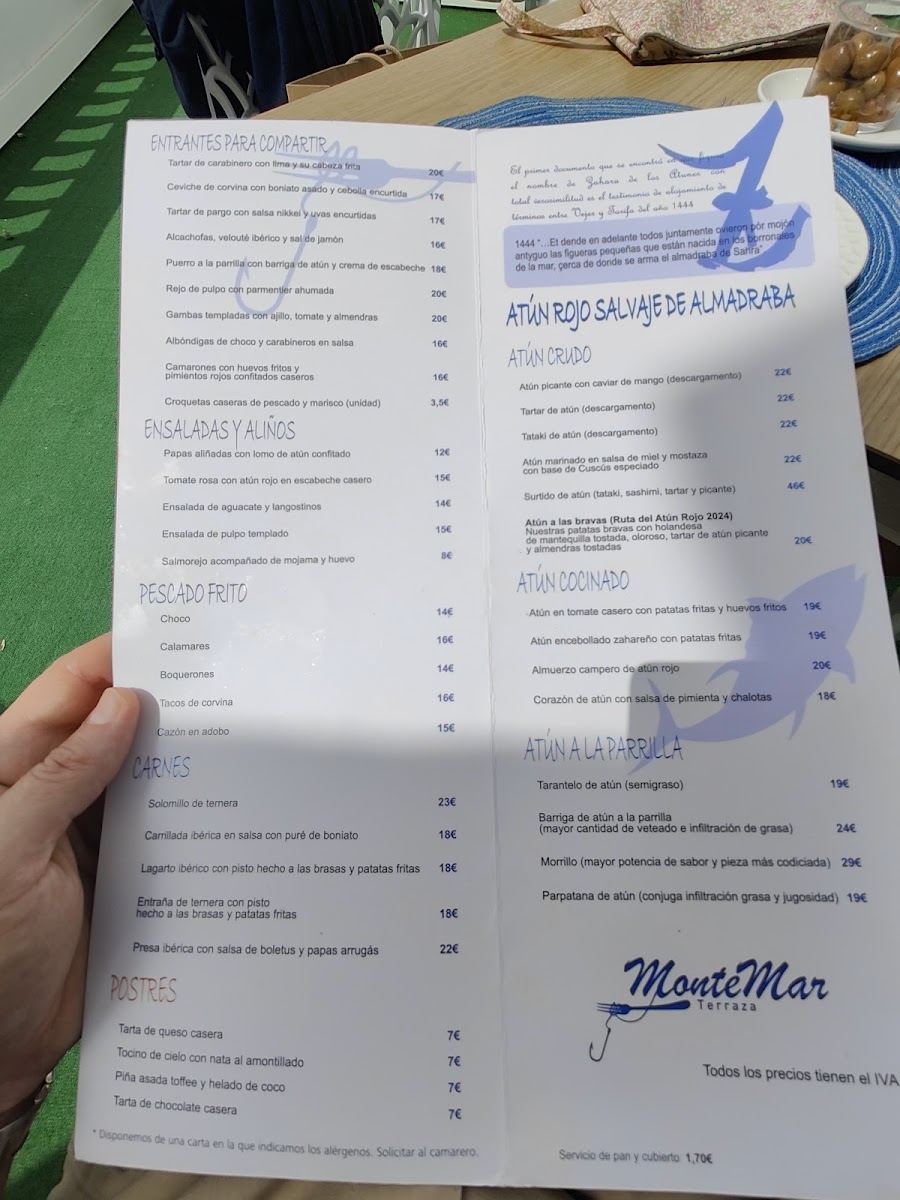 ENTRANTES PARA COMPARTIR
Tartar de carabinero con lima y su cabeza frita 20€
Ceviche de corvina con boniato asado y cebolla encurtida 17€
Tartar de pargo con salsa nikkei y uvas encurtidas 17€
Alcachofas, velouté ibérico y sal de jamón 16€
Puerro a la parrilla con barriga de atún y crema de escabeche 18€
Rejo de pulpo con parmentier ahumada 20€
Gambas templadas con ajillo, tomate y almendras 20€
Albóndigas de choco y carabineros en salsa 16€
Camarones con huevos fritos y
pimientos rojos confitados caseros 16€
Croquetas caseras de pescado y marisco (unidad) 3,5€
ENSALADAS Y ALIÑOS
Papas aliñadas con lomo de atún confitado 12€
Tomate rosa con atún rojo en escabeche casero 15€
Ensalada de aguacate y langostinos 14€
Ensalada de pulpo templado 15€
Salmorejo acompañado de mojama y huevo 8€
PESCADO FRITO
Choco 14€
Calamares 16€
Boquerones 14€
Tacos de corvina 16€
Cazón en adobo 15€
CARNES
Solomillo de ternera 23€
Carrillada ibérica en salsa con puré de boniato 18€
Lagarto ibérico con pisto hecho a las brasas y patatas fritas 18€
Entraña de ternera con pisto
hecho a las brasas y patatas fritas 18€
Presa ibérica con salsa de boletus y papas arrugás 22€
POSTRES
Tarta de queso casera 7€
Tocino de cielo con nata al amontillado 7€
Piña asada toffee y helado de coco 7€
Tarta de chocolate casera 7€
* Disponemos de una carta en la que indicamos los alérgenos. Solicitar al camarero.
El primer documento que se encontró en que figura
el nombre de Zahara de los Atunes con
total verosimilitud es el testimonio de alojamiento de
términos entre Vejer y Tarifa del año 1444
1444 "...Et dende en adelante todos juntamente ovieron por mojón
antyguo las figueras pequeñas que están nacida en los borronales
de la mar, çerca de donde se arma el almadraba de Sahra"
ATÚN ROJO SALVAJE DE ALMADRABA
ATÚN CRUDO
Atún picante con caviar de mango (descargamento) 22€
Tartar de atún (descargamento) 22€
Tataki de atún (descargamento) 22€
Atún marinado en salsa de miel y mostaza
con base de Cuscús especiado 22€
Surtido de atún (tataki, sashimi, tartar y picante) 46€
Atún a las bravas (Ruta del Atún Rojo 2024)
Nuestras patatas bravas con holandesa
de mantequilla tostada, oloroso, tartar de atún picante
y almendras tostadas 20€
ATÚN COCINADO
Atún en tomate casero con patatas fritas y huevos fritos 19€
Atún encebollado zahareño con patatas fritas 19€
Almuerzo campero de atún rojo 20€
Corazón de atún con salsa de pimienta y chalotas 18€
ATÚN A LA PARRILLA
Tarantelo de atún (semigraso) 19€
Barriga de atún a la parrilla
(mayor cantidad de veteado e infiltración de grasa) 24€
Morrillo (mayor potencia de sabor y pieza más codiciada) 29€
Parpatana de atún (conjuga infiltración grasa y jugosidad) 19€
MonteMar
Terraza
Todos los precios tienen el IVA
Servicio de pan y cubierto 1,70€